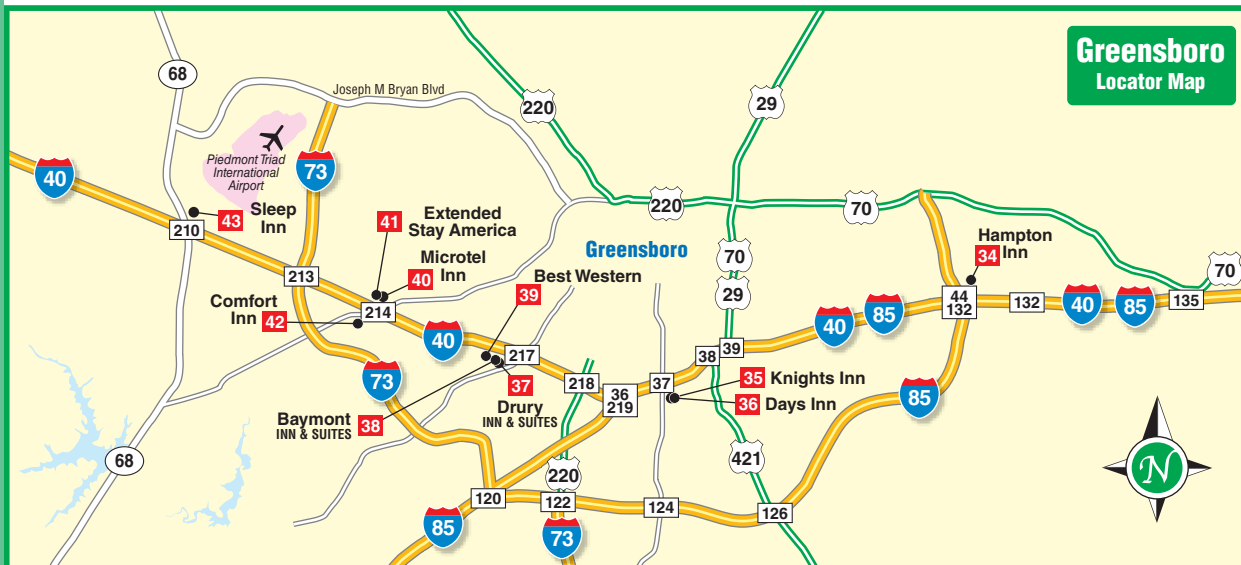 Greensboro
Locator Map
68
Joseph M Bryan Blvd
220
29
Piedmont Triad
International
Airport
73
40
43
Sleep
Inn
210
41
Extended
Stay America
220
70
Greensboro
Hampton
Inn
34
70
213
Microtel
Inn
40
70
Best Western
39
29
Comfort
Inn
42
214
40
44
132
132
40
85
135
40
85
217
38
39
73
37
218
36
219
37
35
Knights Inn
36
Days Inn
85
Baymont
INN & SUITES
38
Drury
INN & SUITES
68
220
421
N
120
122
124
126
85
73